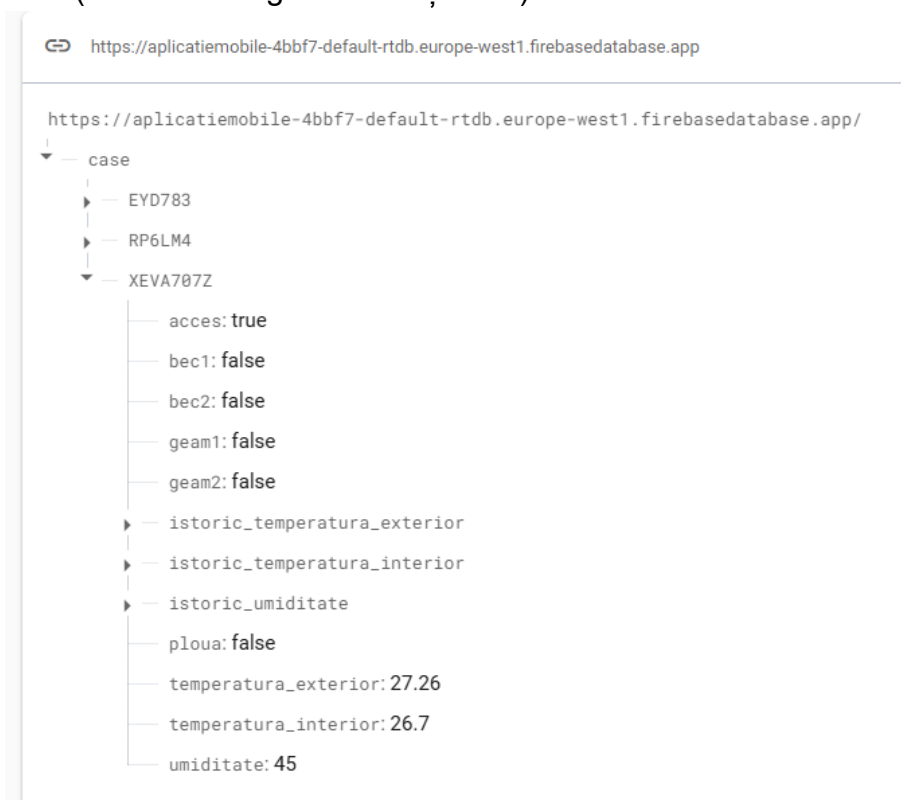 https://aplicatiemobile-4bbf7-default-rtdb.europe-west1.firebasedatabase.app
https://aplicatiemobile-4bbf7-default-rtdb.europe-west1.firebasedatabase.app/
case
EYD783
RP6LM4
XEVA707Z
acces: true
bec1: false
bec2: false
geam1: false
geam2: false
istoric_temperatura_exterior
istoric_temperatura_interior
istoric_umiditate
ploua: false
temperatura_exterior: 27.26
temperatura_interior: 26.7
umiditate: 45